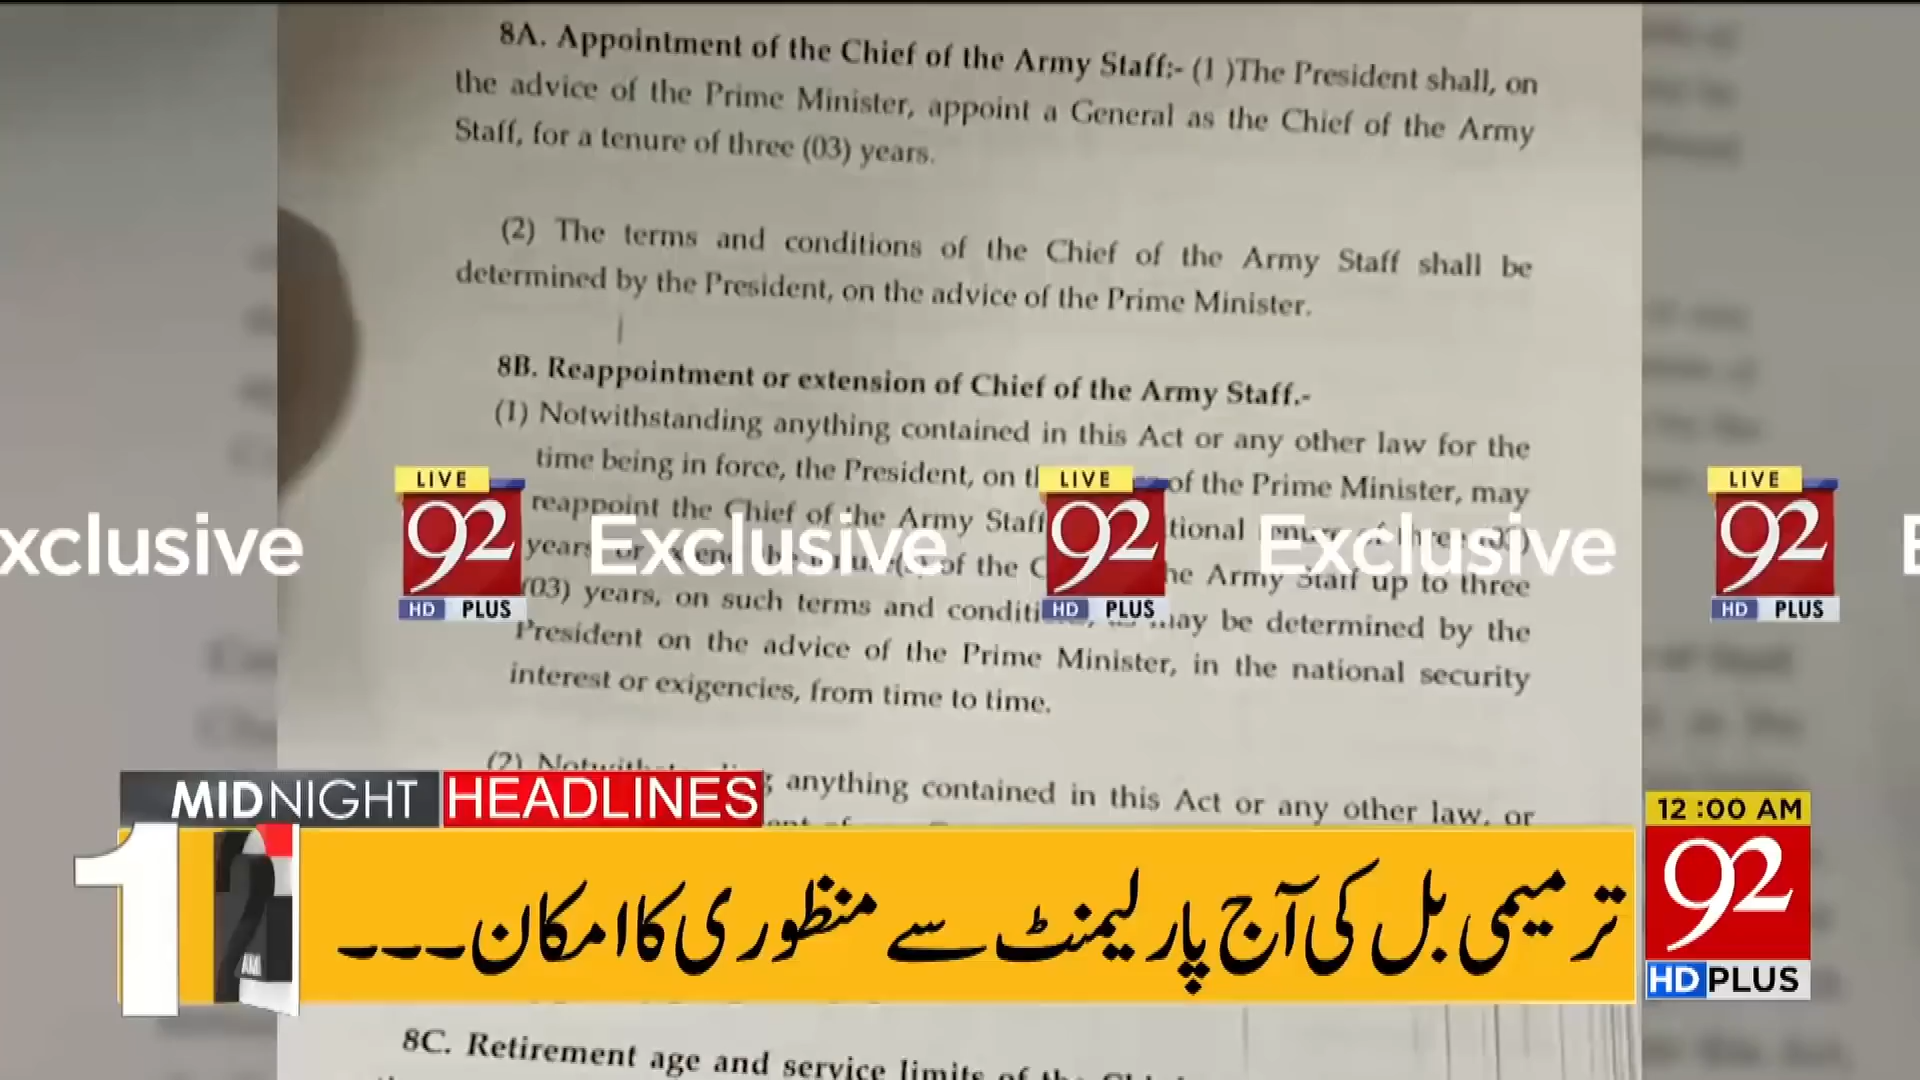 8A. Appointment of the Chief of the Army Staff:- (1 )The President shall, on
the advice of the Prime Minister, appoint a General as the Chief of the Army
Staff, for a tenure of three (03) years.
(2) The terms and conditions of the Chief of the Army Staff shall be
determined by the President, on the advice of the Prime Minister.
8B. Reappointment or extension of Chief of the Army Staff.-
(1) Notwithstanding anything contained in this Act or any other law for the
time being in force, the President, on of the Prime Minister, may
reappoint the Chief of the Army Staff tenure of three (03)
years or the of the the Army Staff up to three
(03) years, on such terms and may be determined by the
President on the advice of the Prime Minister, in the national security
interest or exigencies, from time to time.
(2) anything contained in this Act or any other law, or
8C. Retirement age and service limits of the
LIVE
92
HD PLUS
xclusive
Exclusive
LIVE
92
HD PLUS
Exclusive
LIVE
92
HD PLUS
MIDNIGHT HEADLINES
12
AM
ترمیمی بل کی آج پارلیمنٹ سے منظوری کا امکان ۔۔۔
12:00 AM
92
HD PLUS